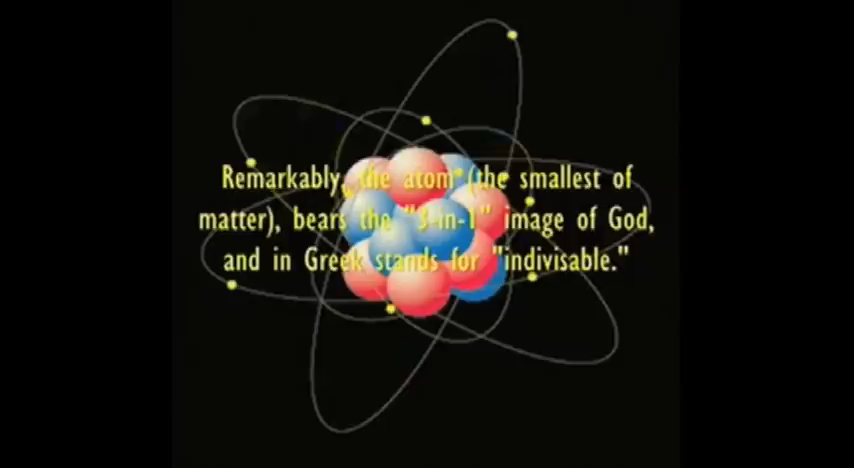 Remarkably, the atom (the smallest of
matter), bears the "3-in-1" image of God,
and in Greek stands for "indivisable."